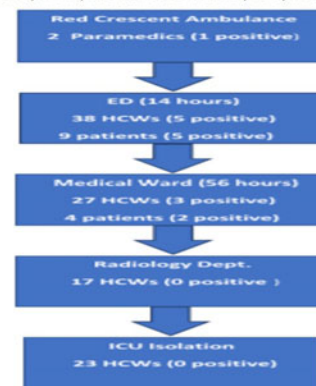 Red Crescent Ambulance
2 Paramedics (1 positive)
ED (14 hours)
38 HCWs (5 positive)
9 patients (5 positive)
Medical Ward (56 hours)
27 HCWs (3 positive)
4 patients (2 positive)
Radiology Dept.
17 HCWs (0 positive )
ICU Isolation
23 HCWs (0 positive)